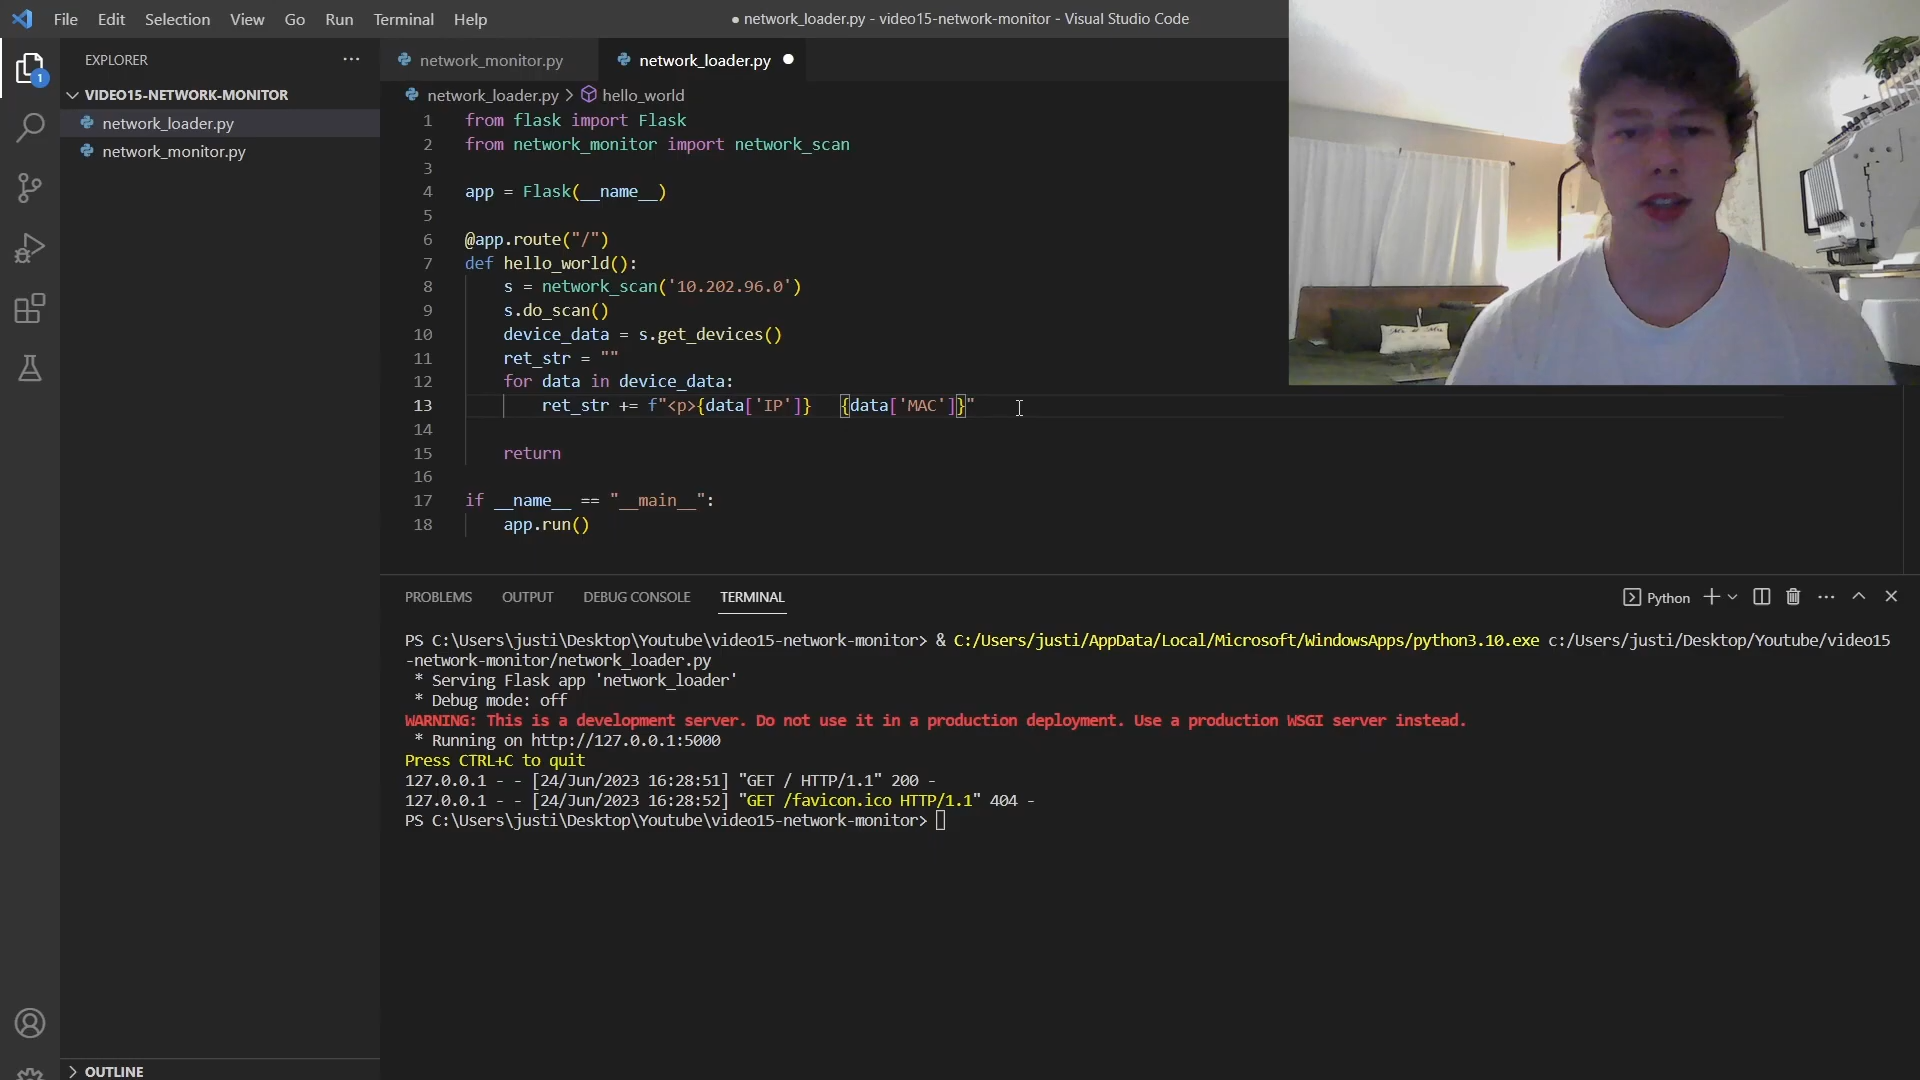 File Edit Selection View Go Run Terminal Help
● network_loader.py - video15-network-monitor - Visual Studio Code
EXPLORER
1
VIDEO15-NETWORK-MONITOR
network_loader.py
network_monitor.py
OUTLINE
network_monitor.py network_loader.py
network_loader.py > hello_world
1 from flask import Flask
2 from network_monitor import network_scan
3
4 app = Flask(__name__)
5
6 @app.route("/")
7 def hello_world():
8 s = network_scan('10.202.96.0')
9 s.do_scan()
10 device_data = s.get_devices()
11 ret_str = ""
12 for data in device_data:
13 ret_str += f"<p>{data['IP']}   {data['MAC']}"
14
15 return
16
17 if __name__ == "__main__":
18 app.run()
PROBLEMS OUTPUT DEBUG CONSOLE TERMINAL
Python
PS C:\Users\justi\Desktop\Youtube\video15-network-monitor> & C:/Users/justi/AppData/Local/Microsoft/WindowsApps/python3.10.exe c:/Users/justi/Desktop/Youtube/video15
-network-monitor/network_loader.py
* Serving Flask app 'network_loader'
* Debug mode: off
WARNING: This is a development server. Do not use it in a production deployment. Use a production WSGI server instead.
* Running on http://127.0.0.1:5000
Press CTRL+C to quit
127.0.0.1 - - [24/Jun/2023 16:28:51] "GET / HTTP/1.1" 200 -
127.0.0.1 - - [24/Jun/2023 16:28:52] "GET /favicon.ico HTTP/1.1" 404 -
PS C:\Users\justi\Desktop\Youtube\video15-network-monitor>